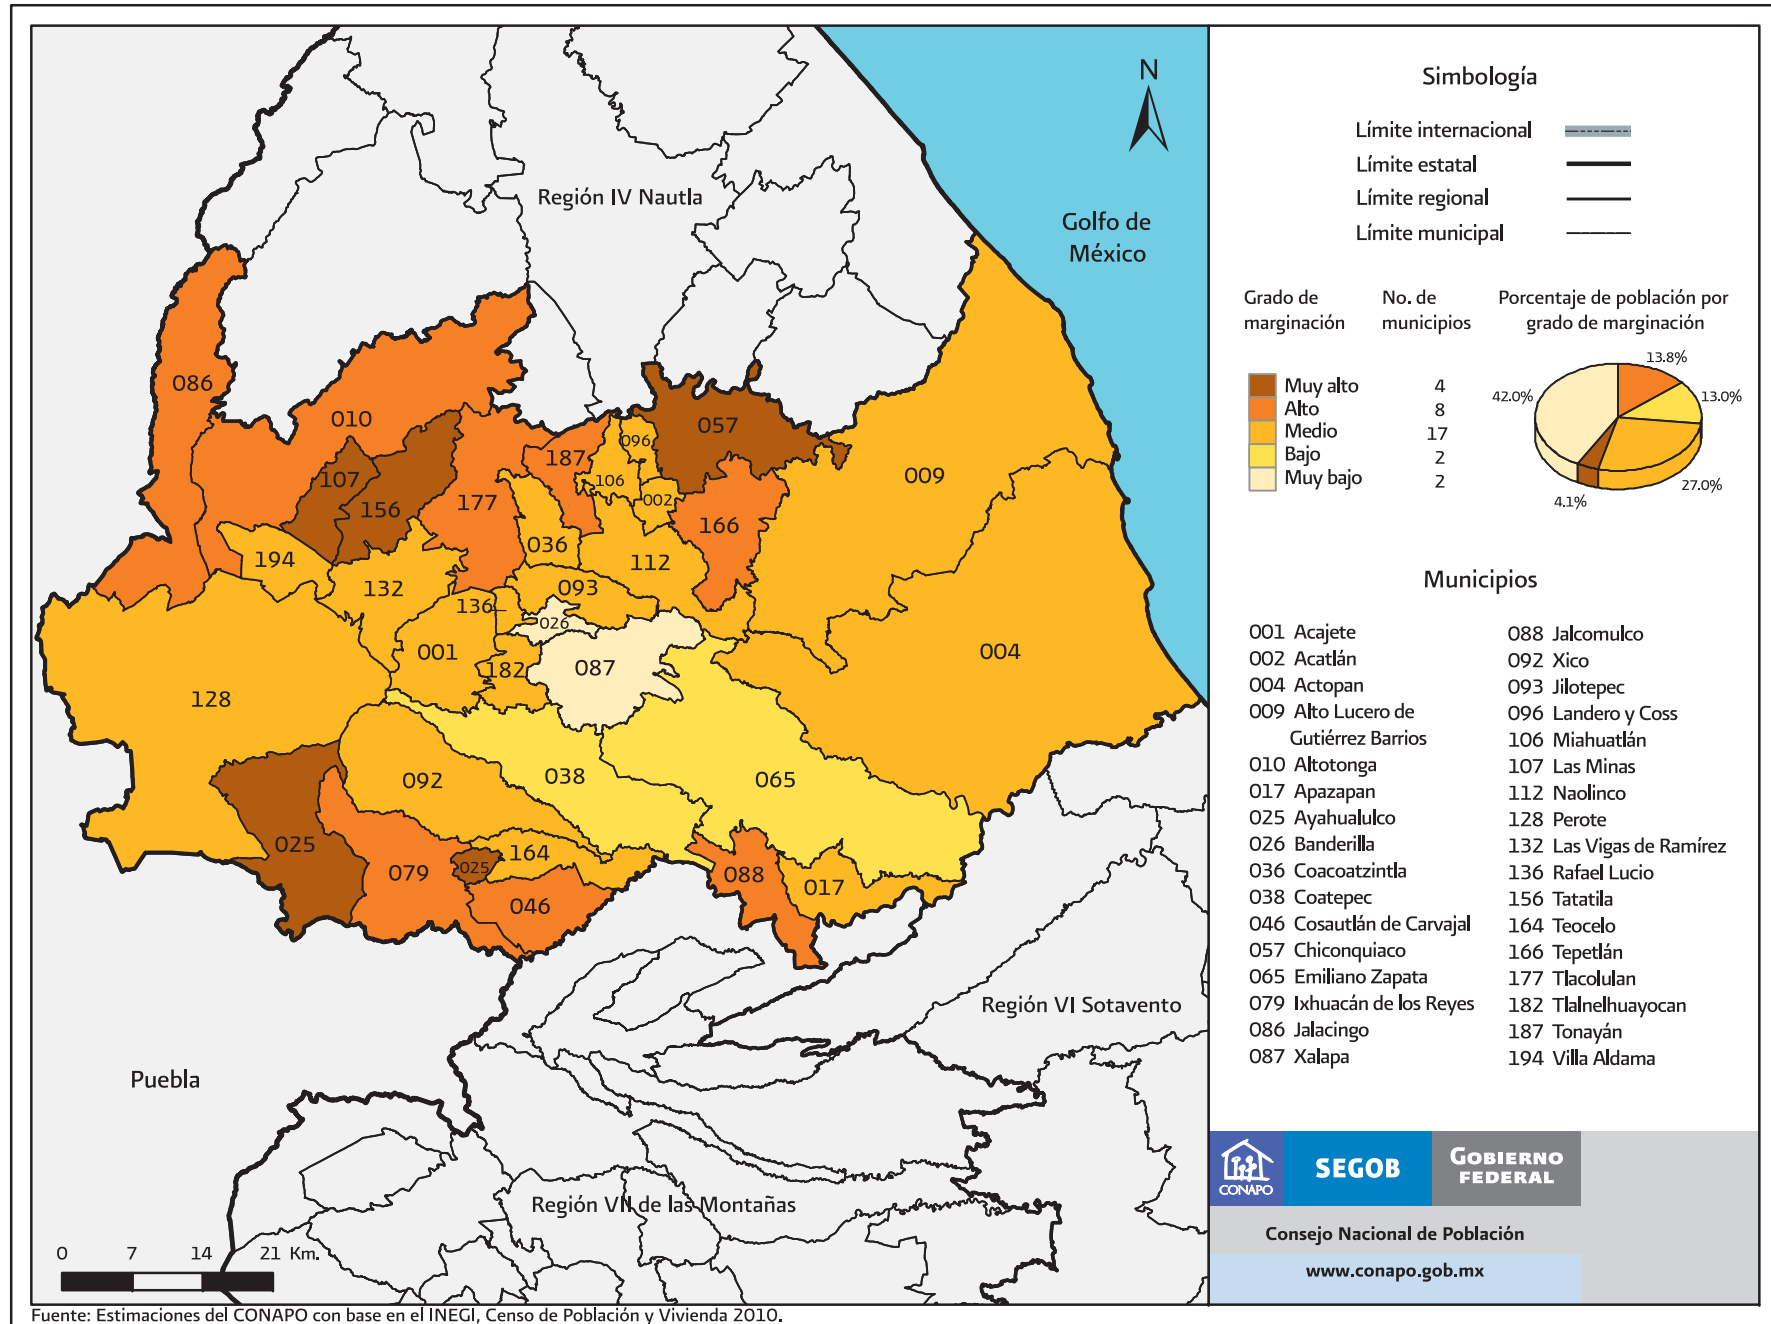 Región IV Nautla
N
Golfo de
México
086
010
107
156
177
187
096
106
002
057
166
009
194
132
036
112
093
136
026
001
182
087
004
128
092
038
065
025
079
025
164
046
088
017
Región VI Sotavento
Puebla
Región VII de las Montañas
0 7 14 21 Km.
Fuente: Estimaciones del CONAPO con base en el INEGI, Censo de Población y Vivienda 2010.
Simbología
Límite internacional
Límite estatal
Límite regional
Límite municipal
Grado de
marginación
No. de
municipios
Porcentaje de población por
grado de marginación
Muy alto 4
Alto 8
Medio 17
Bajo 2
Muy bajo 2
13.8%
42.0%
13.0%
27.0%
4.1%
Municipios
001 Acajete
002 Acatlán
004 Actopan
009 Alto Lucero de
Gutiérrez Barrios
010 Altotonga
017 Apazapan
025 Ayahualulco
026 Banderilla
036 Coacoatzintla
038 Coatepec
046 Cosautlán de Carvajal
057 Chiconquiaco
065 Emiliano Zapata
079 Ixhuacán de los Reyes
086 Jalacingo
087 Xalapa
088 Jalcomulco
092 Xico
093 Jilotepec
096 Landero y Coss
106 Miahuatlán
107 Las Minas
112 Naolinco
128 Perote
132 Las Vigas de Ramírez
136 Rafael Lucio
156 Tatatila
164 Teocelo
166 Tepetlán
177 Tlacolulan
182 Tlalnelhuayocan
187 Tonayán
194 Villa Aldama
CONAPO
SEGOB
GOBIERNO
FEDERAL
Consejo Nacional de Población
www.conapo.gob.mx